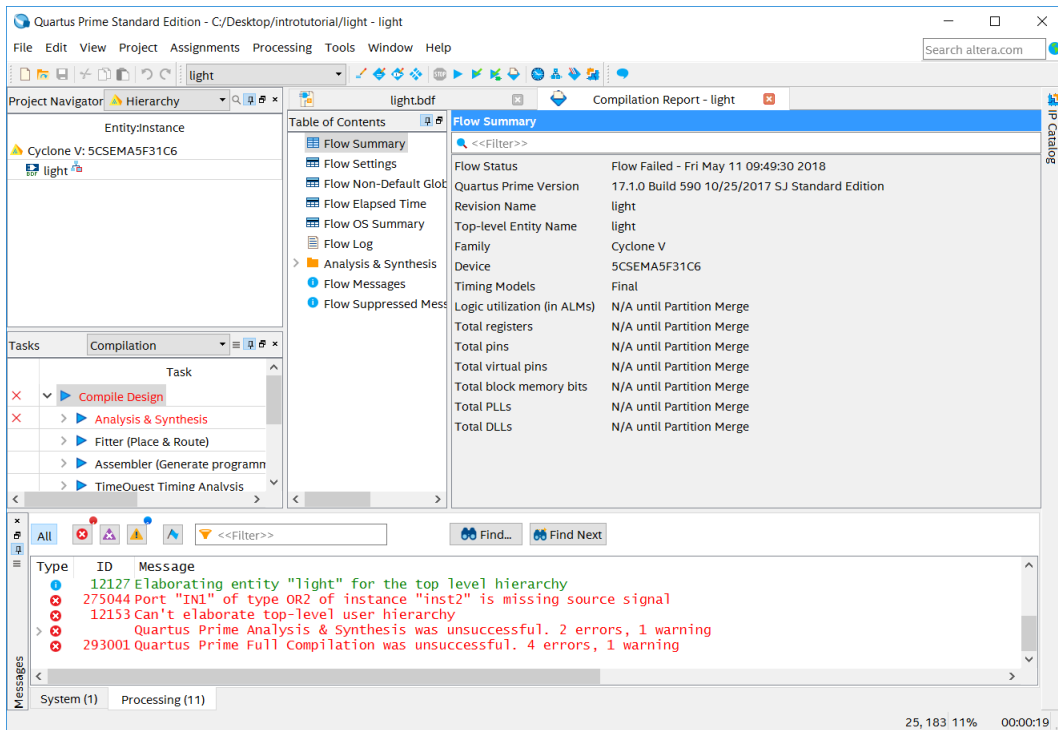 Quartus Prime Standard Edition - C:/Desktop/introtutorial/light - light
File Edit View Project Assignments Processing Tools Window Help
Search altera.com
light
STOP
Project Navigator Hierarchy
Entity:Instance
Cyclone V: 5CSEMA5F31C6
BDF light
Tasks Compilation
Task
Compile Design
Analysis & Synthesis
Fitter (Place & Route)
Assembler (Generate programm
TimeQuest Timing Analysis
light.bdf
Compilation Report - light
Table of Contents
Flow Summary
Flow Settings
Flow Non-Default Glob
Flow Elapsed Time
Flow OS Summary
Flow Log
Analysis & Synthesis
Flow Messages
Flow Suppressed Mess
Flow Summary
<<Filter>>
Flow Status Flow Failed - Fri May 11 09:49:30 2018
Quartus Prime Version 17.1.0 Build 590 10/25/2017 SJ Standard Edition
Revision Name light
Top-level Entity Name light
Family Cyclone V
Device 5CSEMA5F31C6
Timing Models Final
Logic utilization (in ALMs) N/A until Partition Merge
Total registers N/A until Partition Merge
Total pins N/A until Partition Merge
Total virtual pins N/A until Partition Merge
Total block memory bits N/A until Partition Merge
Total PLLs N/A until Partition Merge
Total DLLs N/A until Partition Merge
IP Catalog
All <<Filter>> Find... Find Next
Type ID Message
12127 Elaborating entity "light" for the top level hierarchy
275044 Port "IN1" of type OR2 of instance "inst2" is missing source signal
12153 Can't elaborate top-level user hierarchy
Quartus Prime Analysis & Synthesis was unsuccessful. 2 errors, 1 warning
293001 Quartus Prime Full Compilation was unsuccessful. 4 errors, 1 warning
Messages
System (1) Processing (11)
25, 183 11% 00:00:19